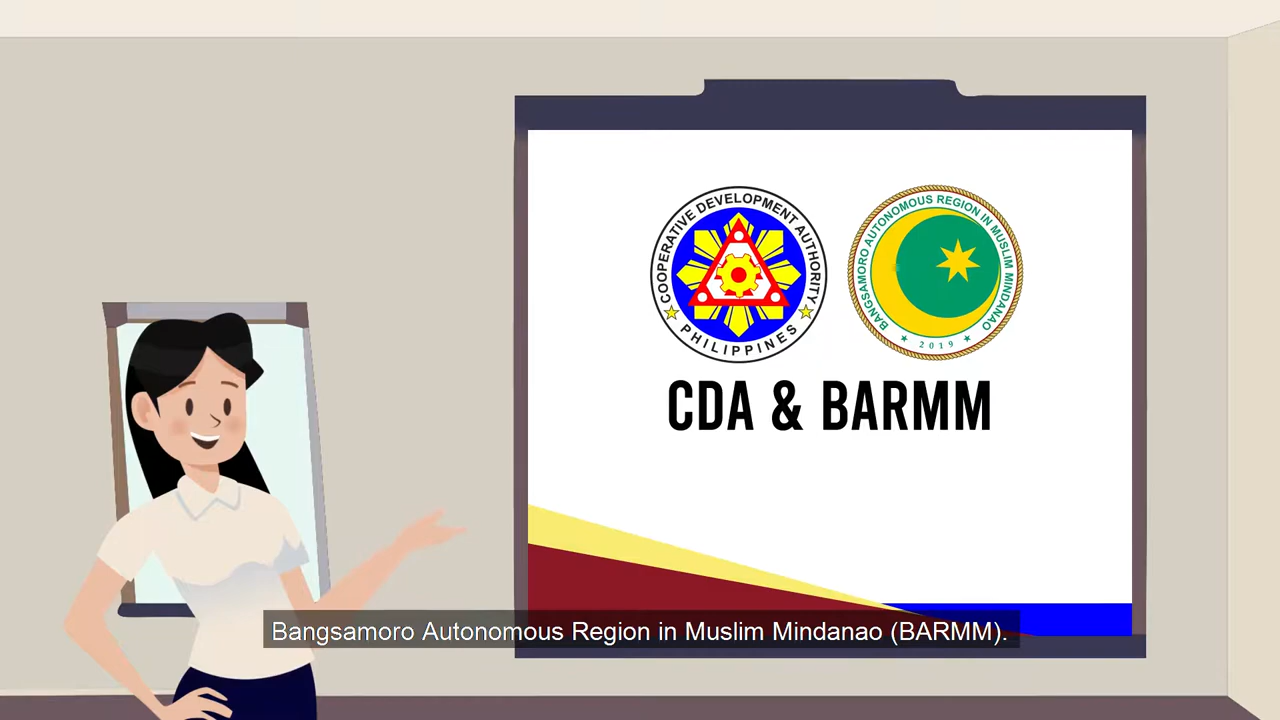 COOPERATIVE DEVELOPMENT AUTHORITY
PHILIPPINES
BANGSAMORO AUTONOMOUS REGION IN MUSLIM MINDANAO
2019
CDA & BARMM
Bangsamoro Autonomous Region in Muslim Mindanao (BARMM).